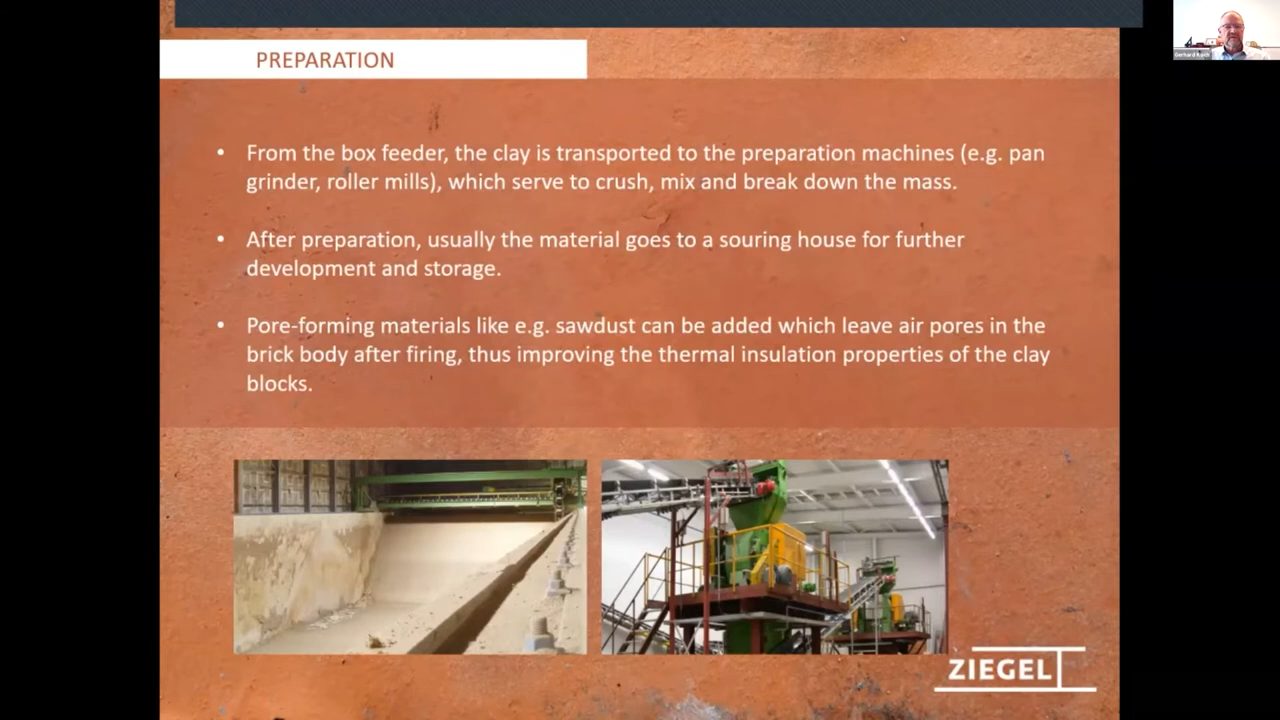 PREPARATION
• From the box feeder, the clay is transported to the preparation machines (e.g. pan
grinder, roller mills), which serve to crush, mix and break down the mass.
• After preparation, usually the material goes to a souring house for further
development and storage.
• Pore-forming materials like e.g. sawdust can be added which leave air pores in the
brick body after firing, thus improving the thermal insulation properties of the clay
blocks.
ZIEGEL